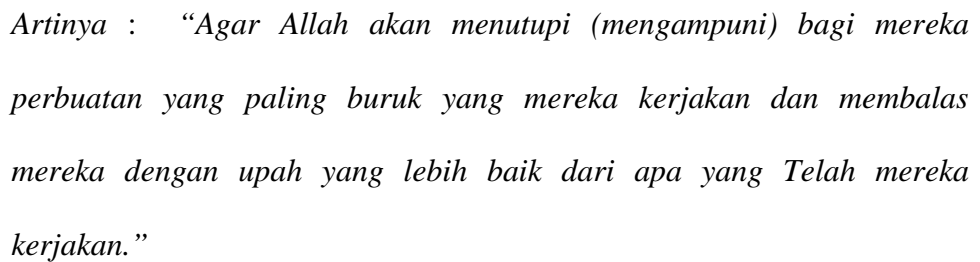 Artinya : “Agar Allah akan menutupi (mengampuni) bagi mereka
perbuatan yang paling buruk yang mereka kerjakan dan membalas
mereka dengan upah yang lebih baik dari apa yang Telah mereka
kerjakan.”